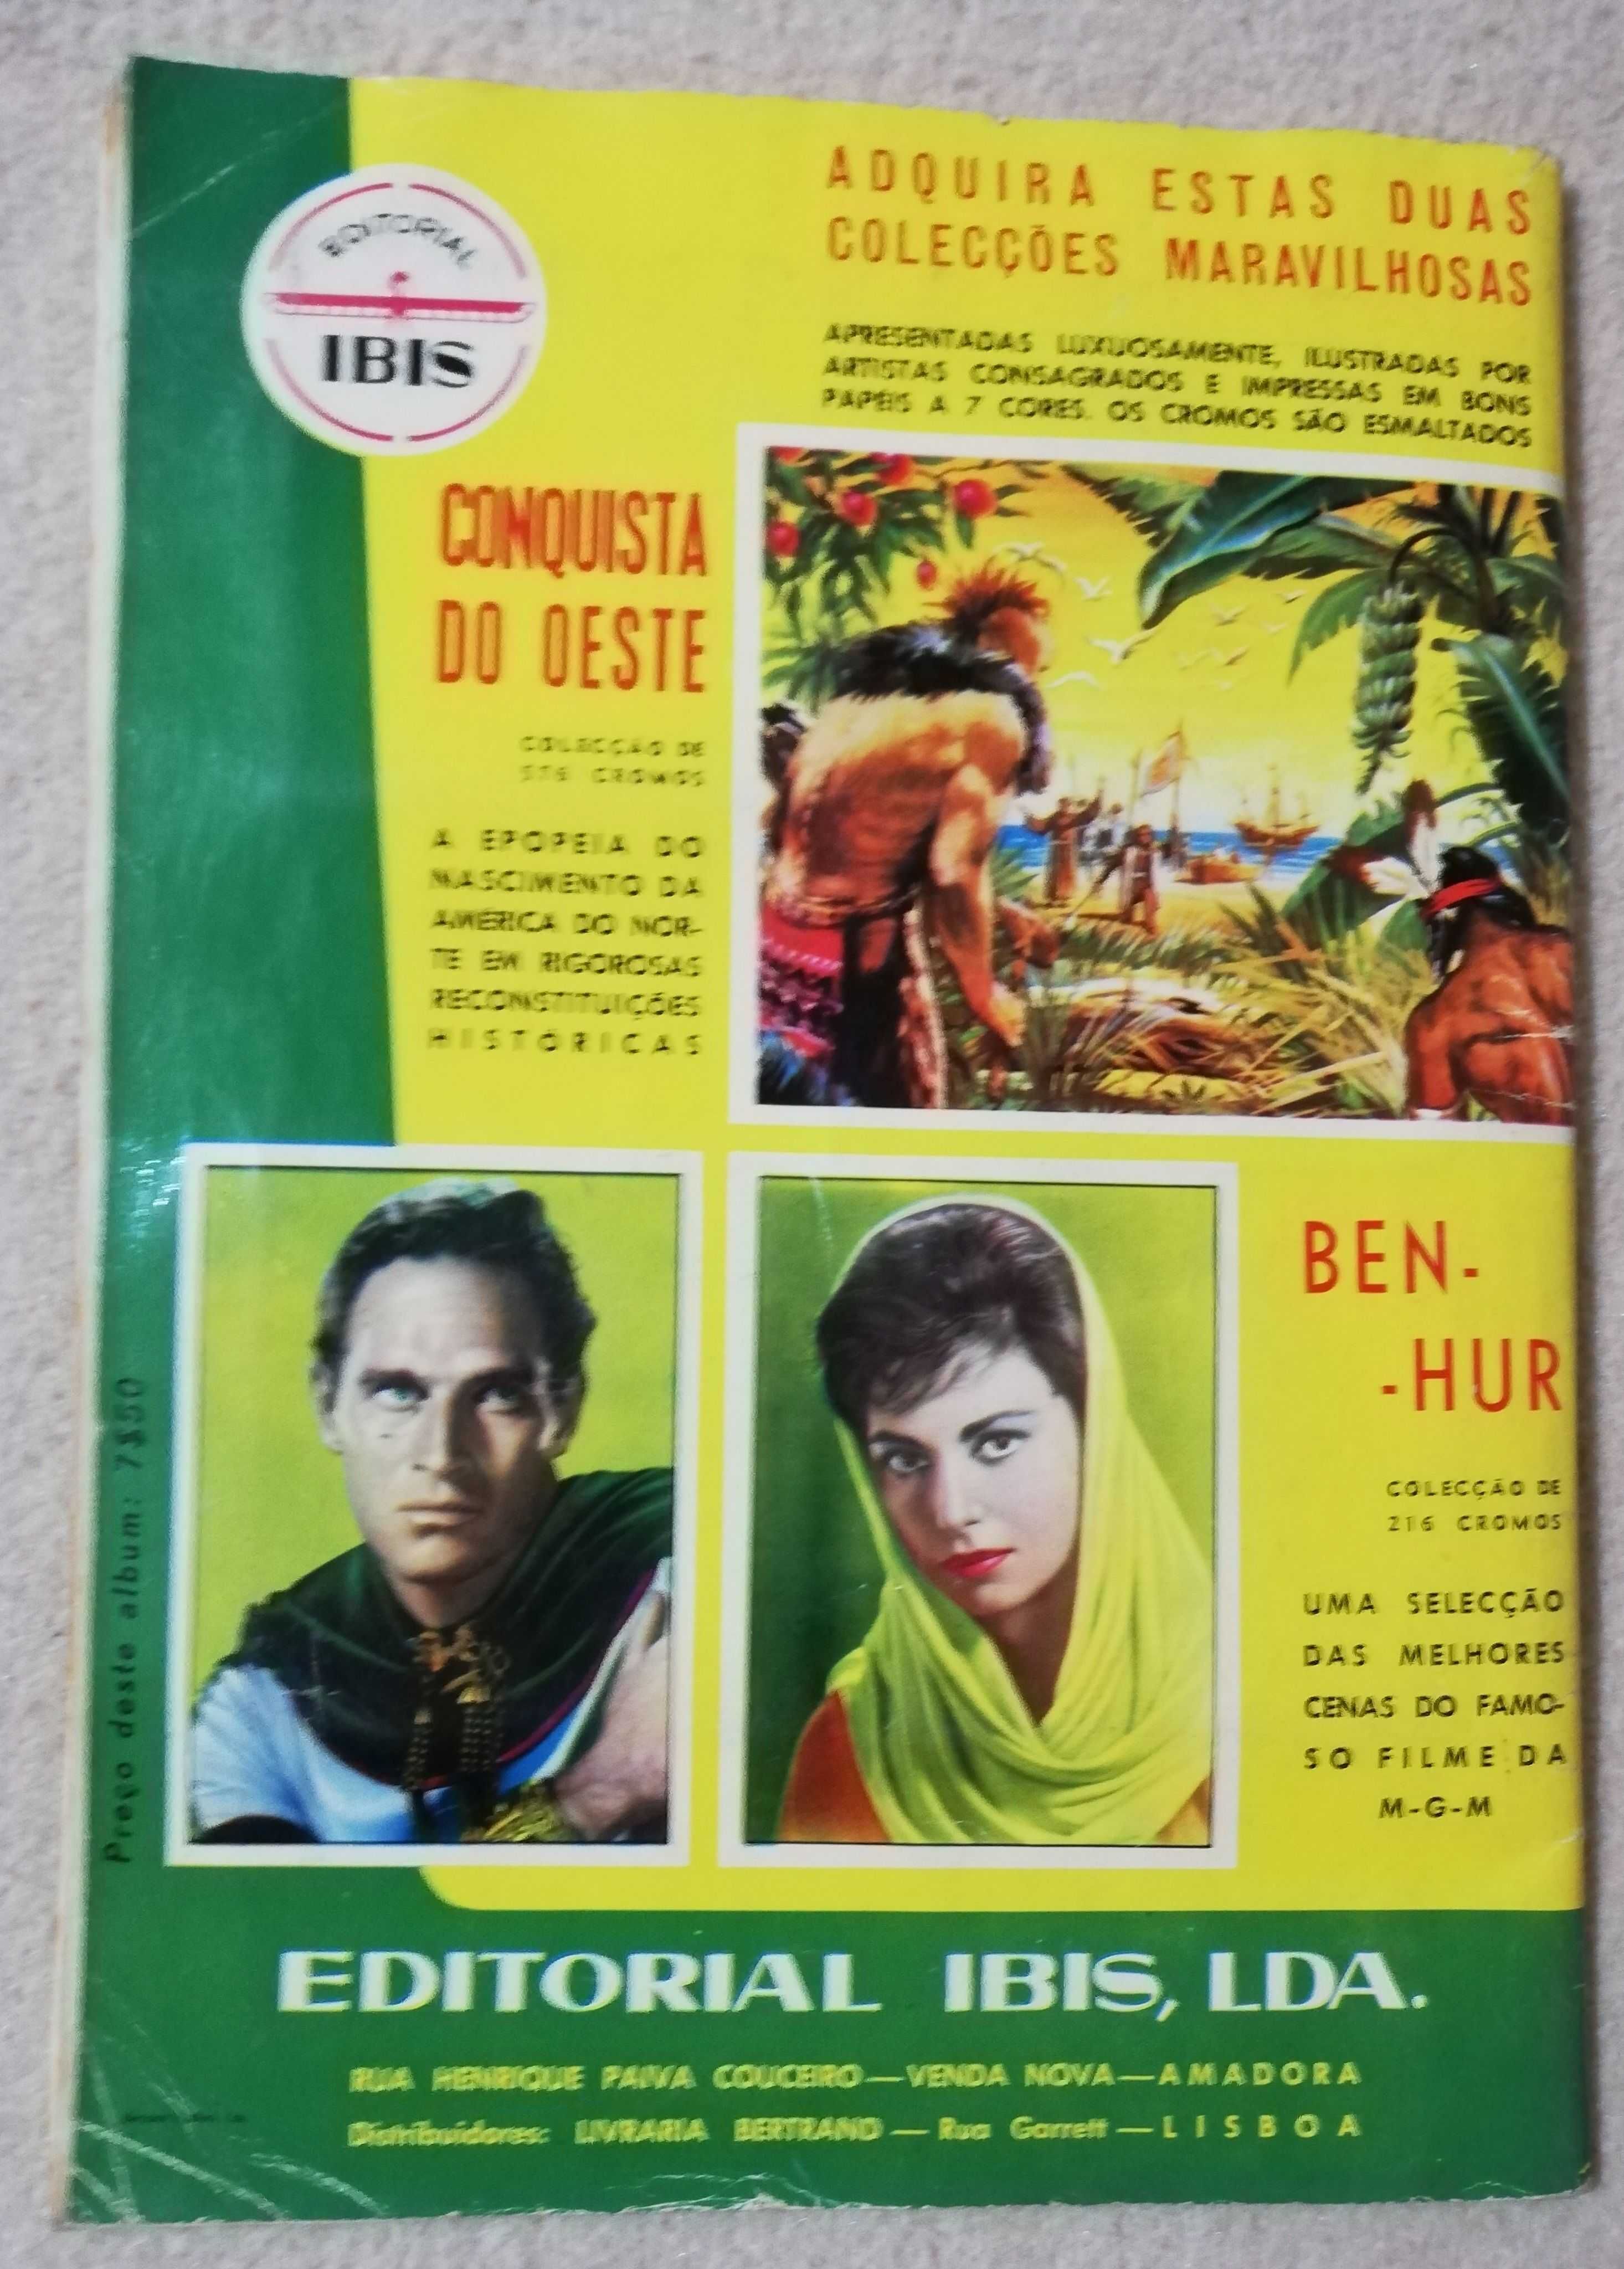 EDITORIAL
IBIS
ADQUIRA ESTAS DUAS
COLECÇÕES MARAVILHOSAS
APRESENTADAS LUXUOSAMENTE, ILUSTRADAS POR
ARTISTAS CONSAGRADOS E IMPRESSAS EM BONS
PAPEIS A 7 CORES. OS CROMOS SÃO ESMALTADOS
CONQUISTA
DO OESTE
COLECÇÃO DE
CROMOS
A EPOPEIA DO
NASCIMENTO DA
AMÉRICA DO NOR-
TE EM RIGOROSAS
RECONSTITUIÇÕES
HISTÓRICAS
BEN-
-HUR
COLECÇÃO DE
216 CROMOS
UMA SELECÇÃO
DAS MELHORES
CENAS DO FAMO-
SO FILME DA
M-G-M
Preço deste album: 7$50
EDITORIAL IBIS, LDA.
RUA HENRIQUE PAIVA COUCEIRO—VENDA NOVA—AMADORA
Distribuidores: LIVRARIA BERTRAND — Rua Garrett — LISBOA